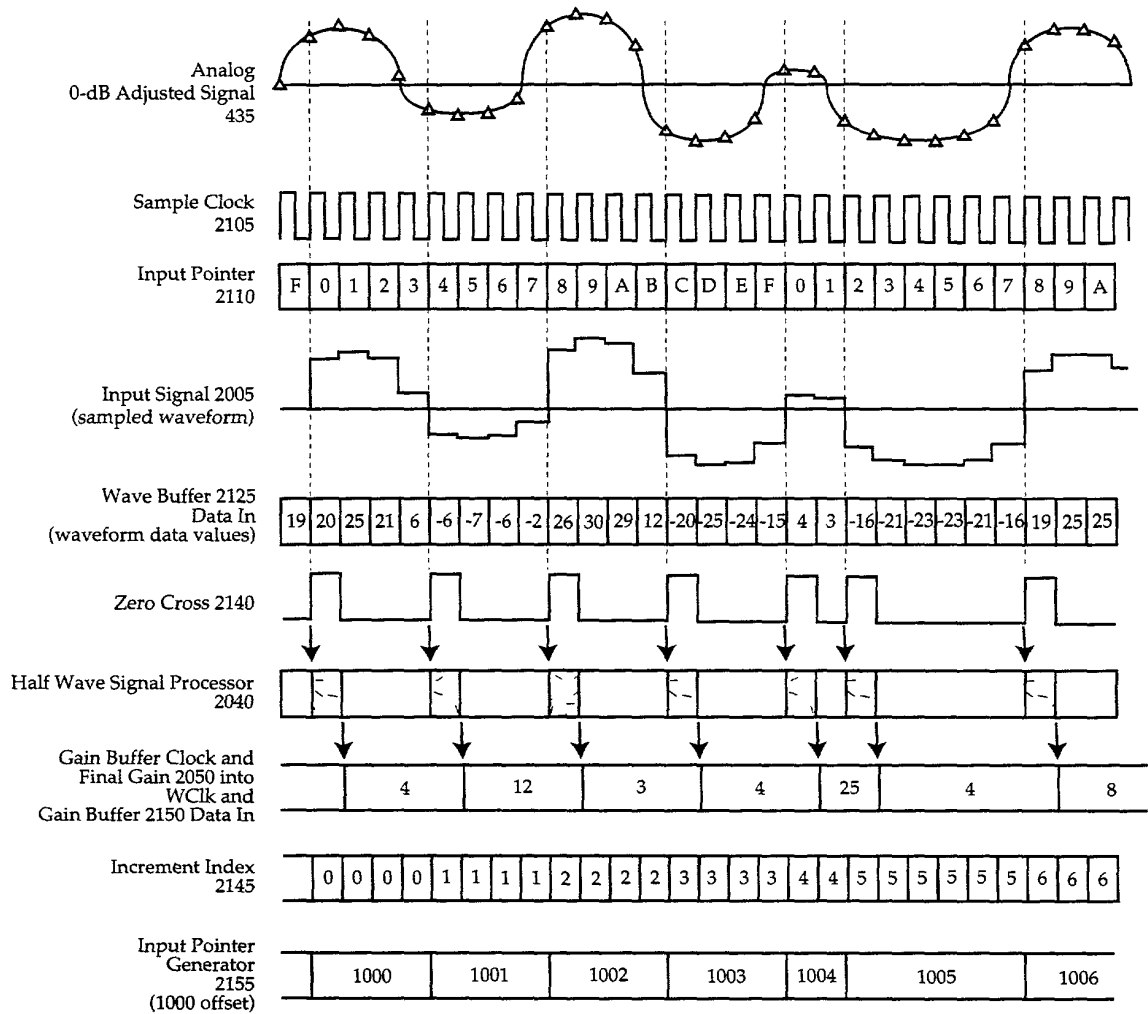 Analog
0-dB Adjusted Signal
435
Sample Clock
2105
Input Pointer
2110
F 0 1 2 3 4 5 6 7 8 9 A B C D E F 0 1 2 3 4 5 6 7 8 9 A
Input Signal 2005
(sampled waveform)
Wave Buffer 2125
Data In
(waveform data values)
19 20 25 21 6 -6 -7 -6 -2 26 30 29 12 -20 -25 -24 -15 4 3 -16 -21 -23 -23 -21 -16 19 25 25
Zero Cross 2140
Half Wave Signal Processor
2040
Gain Buffer Clock and
Final Gain 2050 into
WClk and
Gain Buffer 2150 Data In
4 12 3 4 25 4 8
Increment Index
2145
0 0 0 0 1 1 1 1 2 2 2 2 3 3 3 3 4 4 5 5 5 5 5 5 6 6 6
Input Pointer
Generator
2155
(1000 offset)
1000 1001 1002 1003 1004 1005 1006